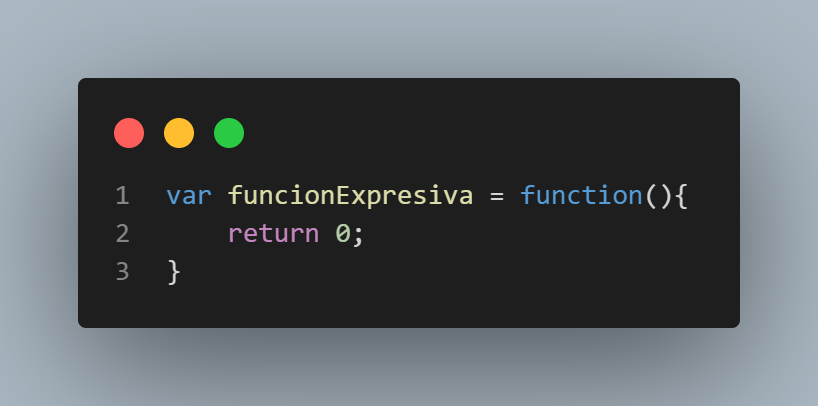 1 var funcionExpresiva = function(){
2     return 0;
3 }